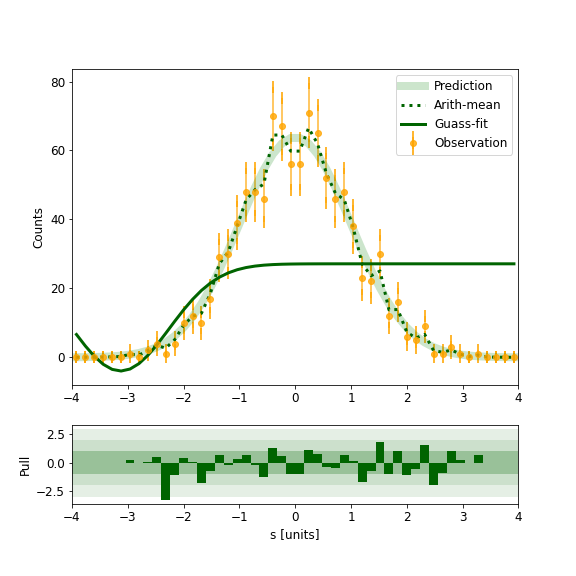 80
60
40
20
0
Counts
Prediction
Arith-mean
Guass-fit
Observation
−4 −3 −2 −1 0 1 2 3 4
2.5
0.0
−2.5
Pull
−4 −3 −2 −1 0 1 2 3 4
s [units]